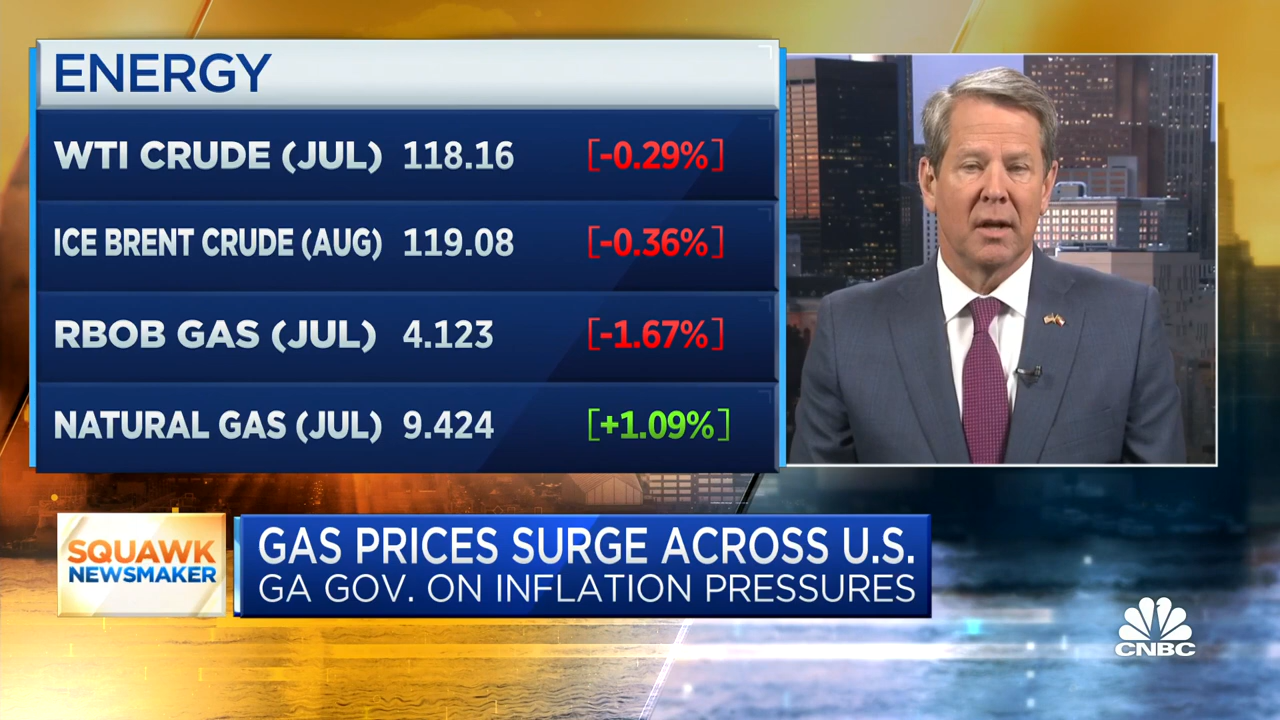 ENERGY
WTI CRUDE (JUL) 118.16 [-0.29%]
ICE BRENT CRUDE (AUG) 119.08 [-0.36%]
RBOB GAS (JUL) 4.123 [-1.67%]
NATURAL GAS (JUL) 9.424 [+1.09%]
SQUAWK
NEWSMAKER
GAS PRICES SURGE ACROSS U.S.
GA GOV. ON INFLATION PRESSURES
CNBC